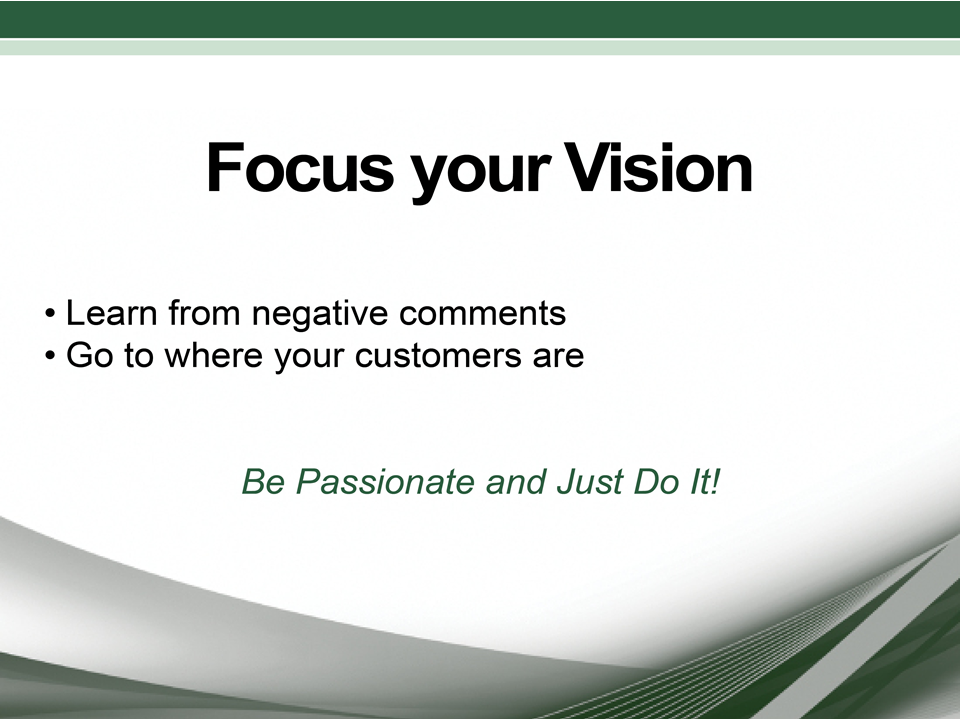 Focus your Vision
• Learn from negative comments
• Go to where your customers are
Be Passionate and Just Do It!